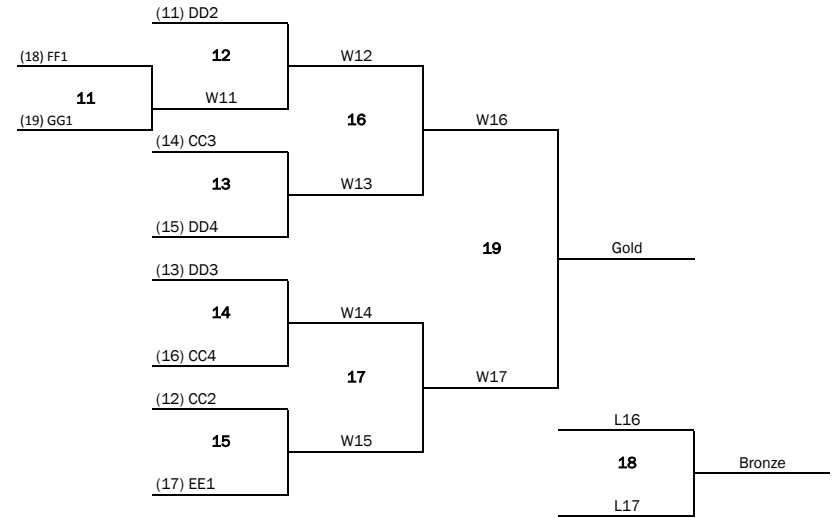 (11) DD2
(18) FF1
12
W12
11
W11
(19) GG1
16
W16
(14) CC3
13
W13
(15) DD4
19
Gold
(13) DD3
14
W14
(16) CC4
17
W17
(12) CC2
L16
15
W15
18
Bronze
(17) EE1
L17